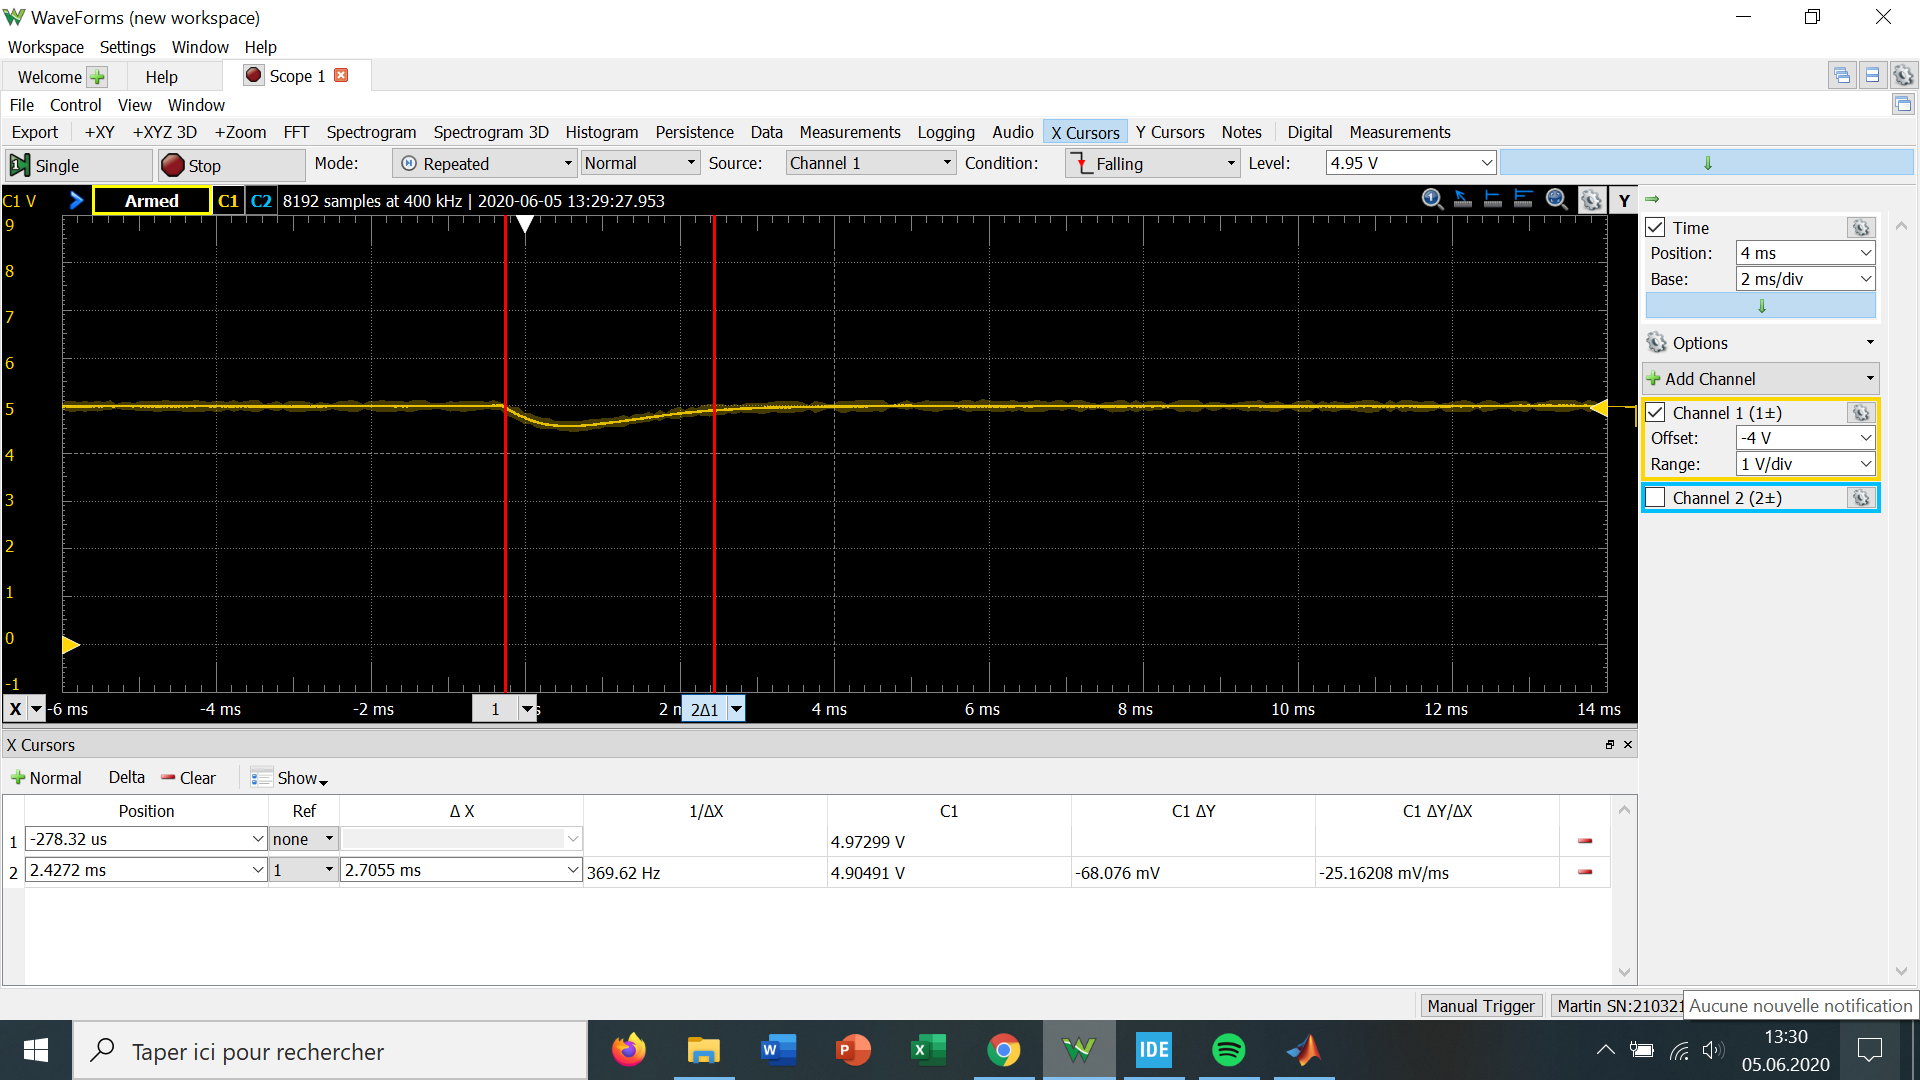 WaveForms (new workspace)
Workspace Settings Window Help
Welcome Help Scope 1
File Control View Window
Export +XY +XYZ 3D +Zoom FFT Spectrogram Spectrogram 3D Histogram Persistence Data Measurements Logging Audio X Cursors Y Cursors Notes Digital Measurements
Single Stop Mode: Repeated Normal Source: Channel 1 Condition: Falling Level: 4.95 V
C1 V Armed C1 C2 8192 samples at 400 kHz | 2020-06-05 13:29:27.953 Y
9
8
7
6
5
4
3
2
1
0
-1
X -6 ms -4 ms -2 ms 1 s 2 m 2Δ1 4 ms 6 ms 8 ms 10 ms 12 ms 14 ms
Time
Position: 4 ms
Base: 2 ms/div
Options
Add Channel
Channel 1 (1±)
Offset: -4 V
Range: 1 V/div
Channel 2 (2±)
X Cursors
Normal Delta Clear Show
Position Ref Δ X 1/ΔX C1 C1 ΔY C1 ΔY/ΔX
1 -278.32 us none 4.97299 V
2 2.4272 ms 1 2.7055 ms 369.62 Hz 4.90491 V -68.076 mV -25.16208 mV/ms
Manual Trigger Martin SN:210321 Aucune nouvelle notification
Taper ici pour rechercher W P X IDE 13:30
05.06.2020